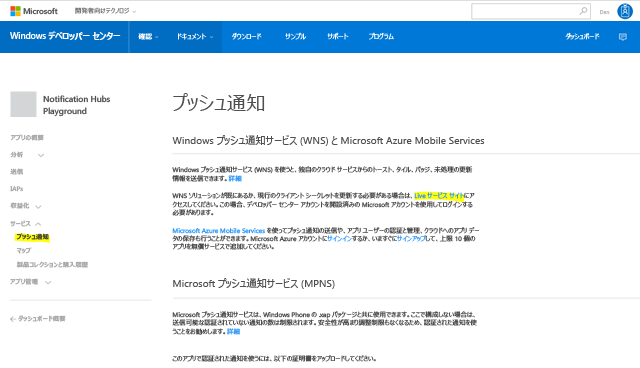 Microsoft 開発者向けテクノロジ Dev
Windows デベロッパー センター 確認 ドキュメント ダウンロード サンプル サポート プログラム ダッシュボード
Notification Hubs
Playground
アプリの概要
分析
送信
IAPs
収益化
サービス
プッシュ通知
マップ
製品コレクションと購入履歴
アプリ管理
ダッシュボード概要
プッシュ通知
Windows プッシュ通知サービス (WNS) と Microsoft Azure Mobile Services
Windows プッシュ通知サービス (WNS) を使うと、独自のクラウド サービスからのトースト、タイル、バッジ、未処理の更新
情報を送信できます。詳細
WNS ソリューションが既にあるか、現行のクライアント シークレットを更新する必要がある場合は、Live サービス サイトにア
クセスしてください。この場合、デベロッパー センター アカウントを開設済みの Microsoft アカウントを使用してログインする
必要があります。
Microsoft Azure Mobile Services を使ってプッシュ通知の送信や、アプリ ユーザーの認証と管理、クラウドへのアプリ デー
タの保存も行うことができます。Microsoft Azure アカウントにサインインするか、いますぐにサインアップして、上限 10 個の
アプリを無償サービスで追加してください。
Microsoft プッシュ通知サービス (MPNS)
Microsoft プッシュ通知サービスは、Windows Phone の .xap パッケージと共に使用できます。ここで構成しない場合は、
送信可能な認証されていない通知の数は制限されます。安全性が高まり調整制限もなくなるため、認証された通知を使
うことをお勧めします。詳細
このアプリで認証された通知を使うには、以下の証明書をアップロードしてください。